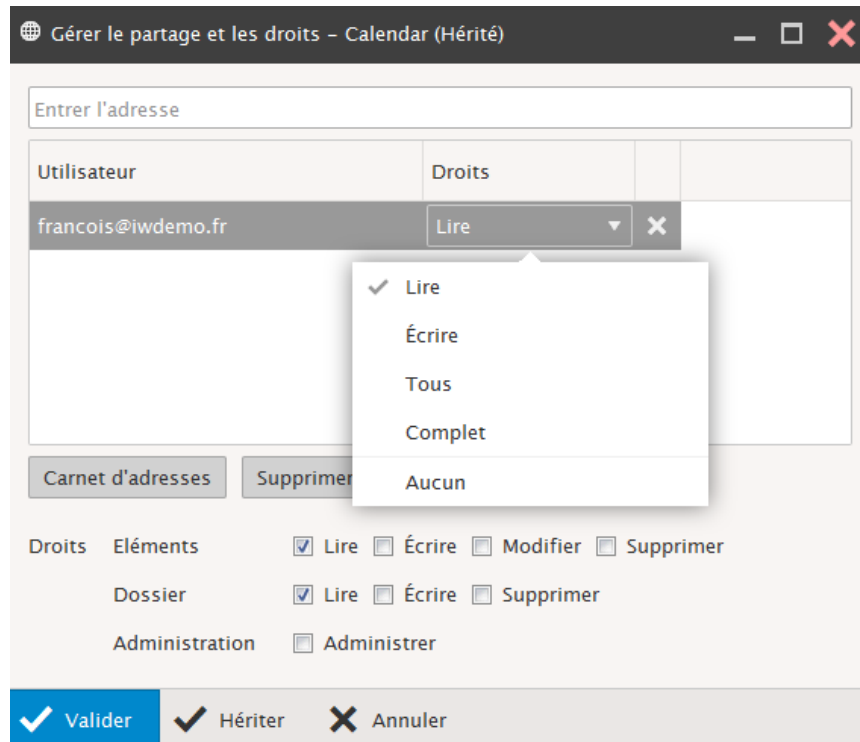 Gérer le partage et les droits – Calendar (Hérité)
Entrer l'adresse
Utilisateur Droits
francois@iwdemo.fr Lire
Lire
Écrire
Tous
Complet
Aucun
Carnet d'adresses Supprimer
Droits Eléments Lire Écrire Modifier Supprimer
Dossier Lire Écrire Supprimer
Administration Administrer
Valider Hériter Annuler